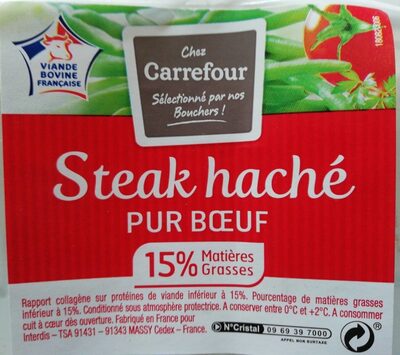 VIANDE
BOVINE
FRANÇAISE
Chez
Carrefour
Sélectionné par nos
Bouchers !
Steak haché
PUR BŒUF
15% Matières
Grasses
Rapport collagène sur protéines de viande inférieur à 15%. Pourcentage de matières grasses
inférieur à 15%. Conditionné sous atmosphère protectrice. A conserver entre 0°C et +2°C. A consommer
cuit à cœur dès ouverture. Fabriqué en France pour
Interdis – TSA 91431 – 91343 MASSY Cedex – France.
N°Cristal 09 69 39 7000
APPEL NON SURTAXE